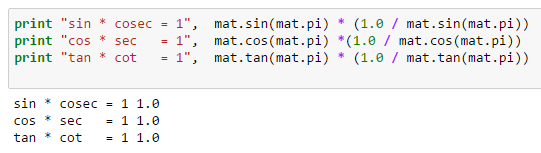 print "sin * cosec = 1",  mat.sin(mat.pi) * (1.0 / mat.sin(mat.pi))
print "cos * sec   = 1",  mat.cos(mat.pi) *(1.0 / mat.cos(mat.pi))
print "tan * cot   = 1",  mat.tan(mat.pi) * (1.0 / mat.tan(mat.pi))
sin * cosec = 1 1.0
cos * sec   = 1 1.0
tan * cot   = 1 1.0